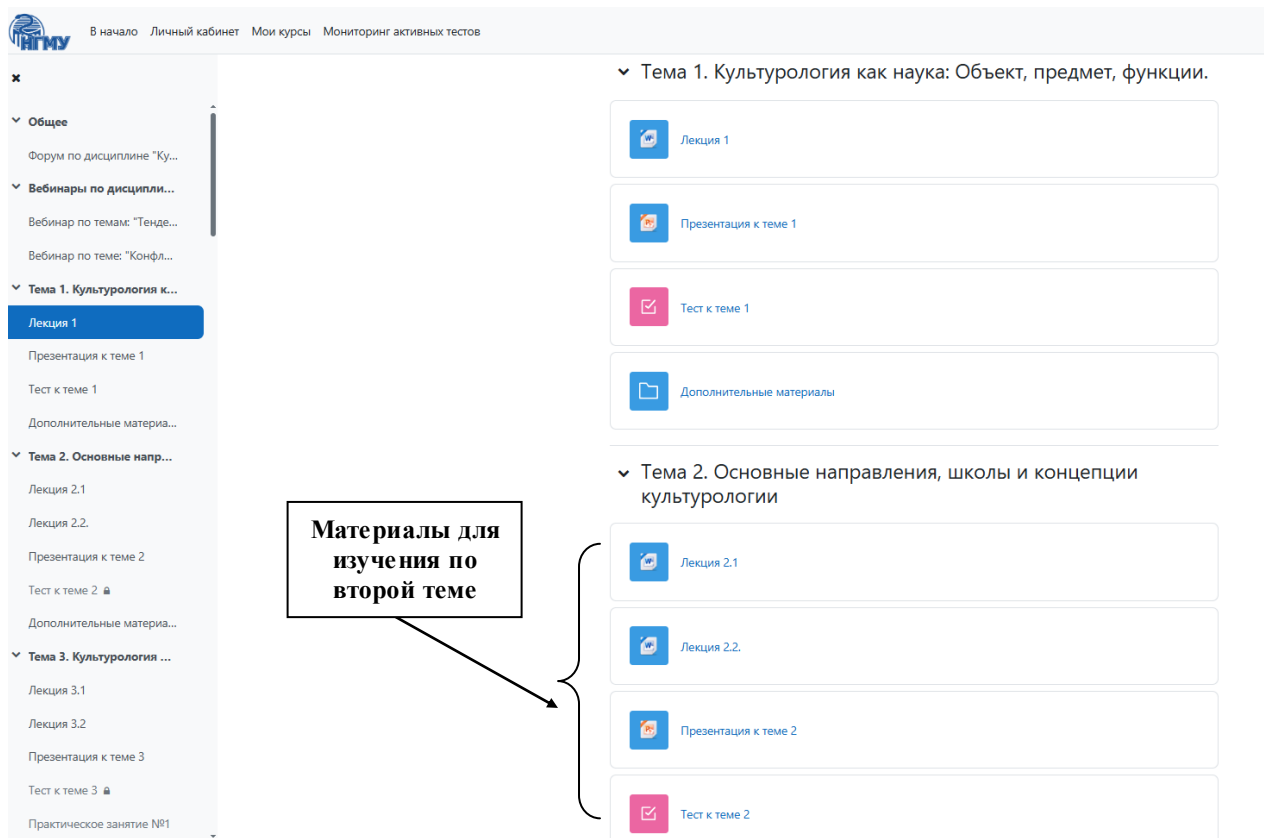 НГМУ
В начало Личный кабинет Мои курсы Мониторинг активных тестов
Общее
Форум по дисциплине "Ку...
Вебинары по дисципли...
Вебинар по темам: "Тенде...
Вебинар по теме: "Конфл...
Тема 1. Культурология к...
Лекция 1
Презентация к теме 1
Тест к теме 1
Дополнительные материа...
Тема 2. Основные напр...
Лекция 2.1
Лекция 2.2.
Презентация к теме 2
Тест к теме 2
Дополнительные материа...
Тема 3. Культурология ...
Лекция 3.1
Лекция 3.2
Презентация к теме 3
Тест к теме 3
Практическое занятие №1
Материалы для
изучения по
второй теме
Тема 1. Культурология как наука: Объект, предмет, функции.
Лекция 1
Презентация к теме 1
Тест к теме 1
Дополнительные материалы
Тема 2. Основные направления, школы и концепции
культурологии
Лекция 2.1
Лекция 2.2.
Презентация к теме 2
Тест к теме 2